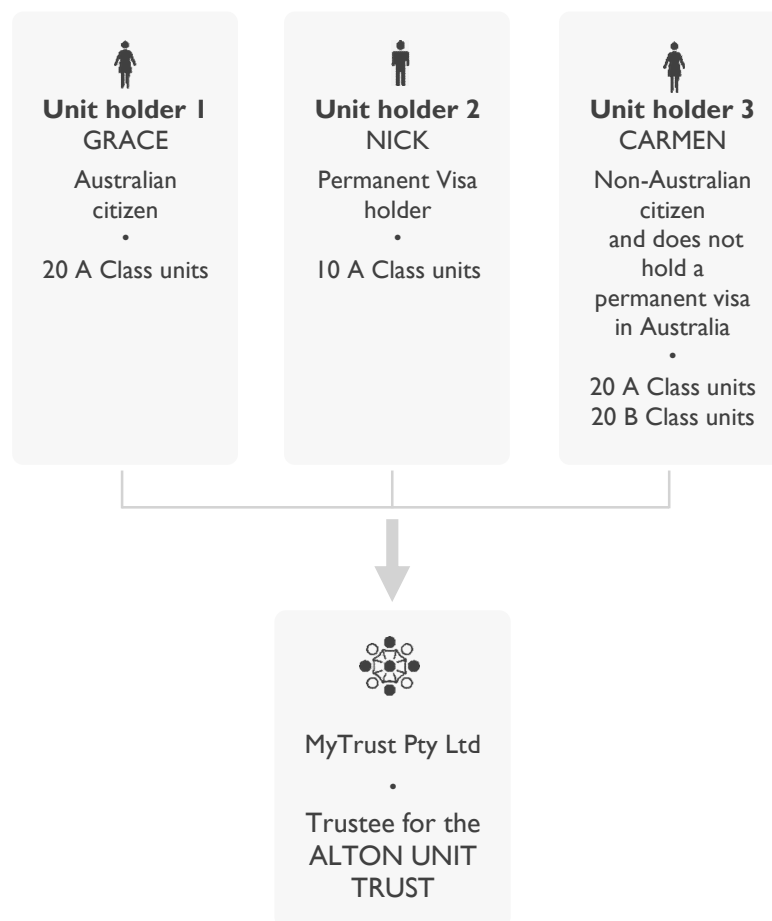 Unit holder 1
GRACE
Australian
citizen
•
20 A Class units
Unit holder 2
NICK
Permanent Visa
holder
•
10 A Class units
Unit holder 3
CARMEN
Non-Australian
citizen
and does not
hold a
permanent visa
in Australia
•
20 A Class units
20 B Class units
MyTrust Pty Ltd
•
Trustee for the
ALTON UNIT
TRUST